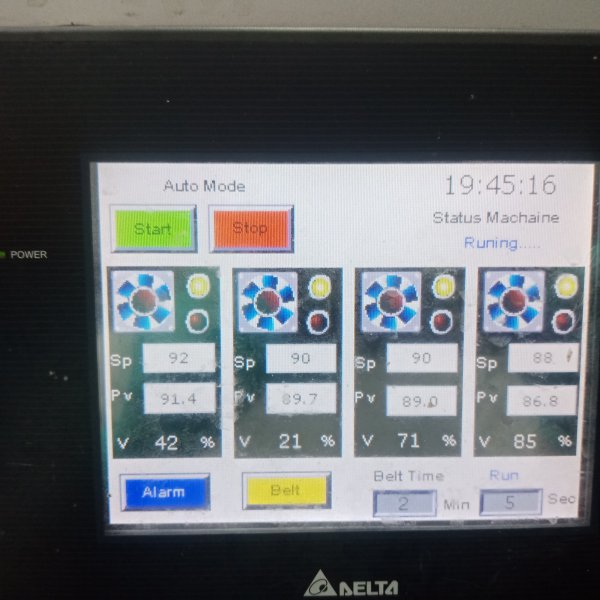 Auto Mode
19:45:16
Start
Stop
Status Machaine
Runing.....
POWER
Sp 92
Sp 90
Sp 90
Sp 88.
Pv 91.4
Pv 89.7
Pv 89.0
Pv 86.8
V 42 %
V 21 %
V 71 %
V 85 %
Alarm
Belt
Belt Time
2 Min
Run
5 Sec
DELTA